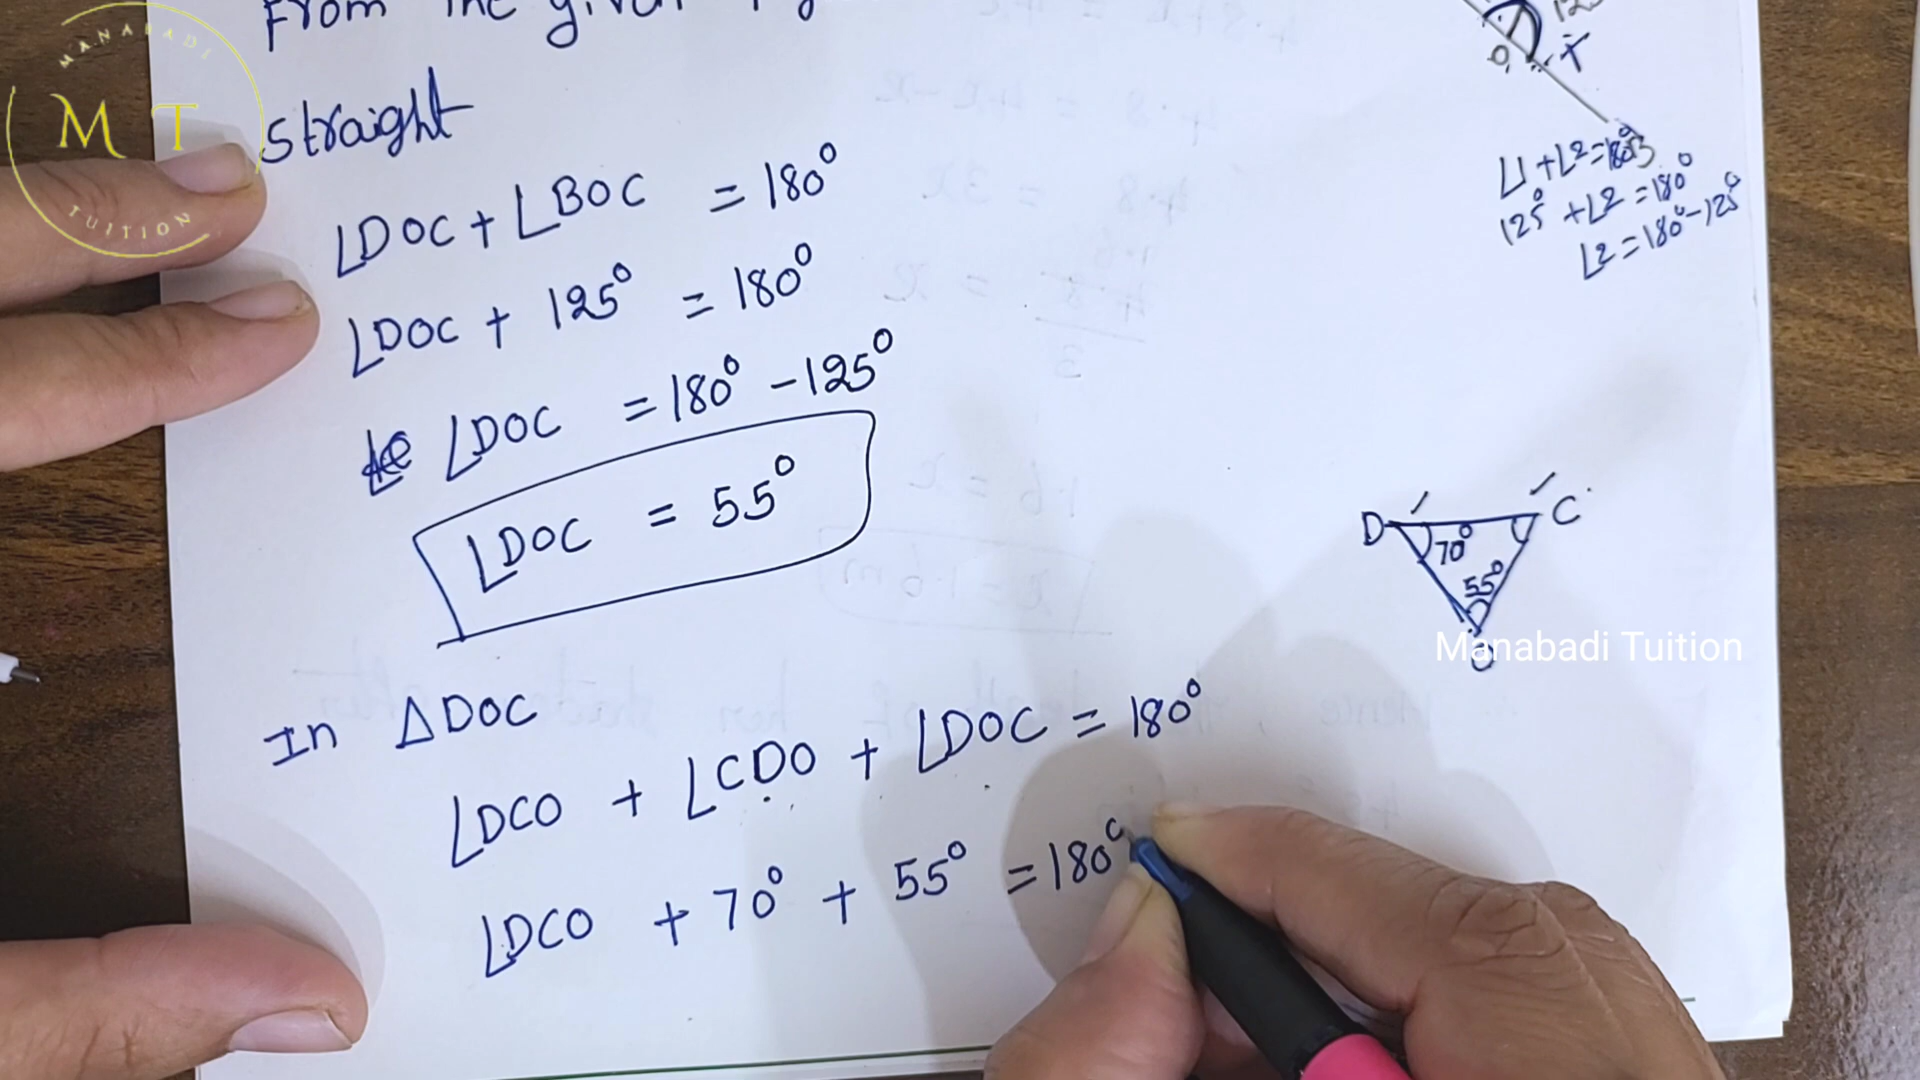 MANABADI
M T
TUITION
From the given
straight
∠DOC + ∠BOC = 180°
∠DOC + 125° = 180°
∠DOC = 180° - 125°
∠DOC = 55°
∠1 + ∠2 = 180°
125° + ∠2 = 180°
∠2 = 180° - 125°
D C
70°
55°
O
Manabadi Tuition
In ΔDOC
∠DCO + ∠CDO + ∠DOC = 180°
∠DCO + 70° + 55° = 180°